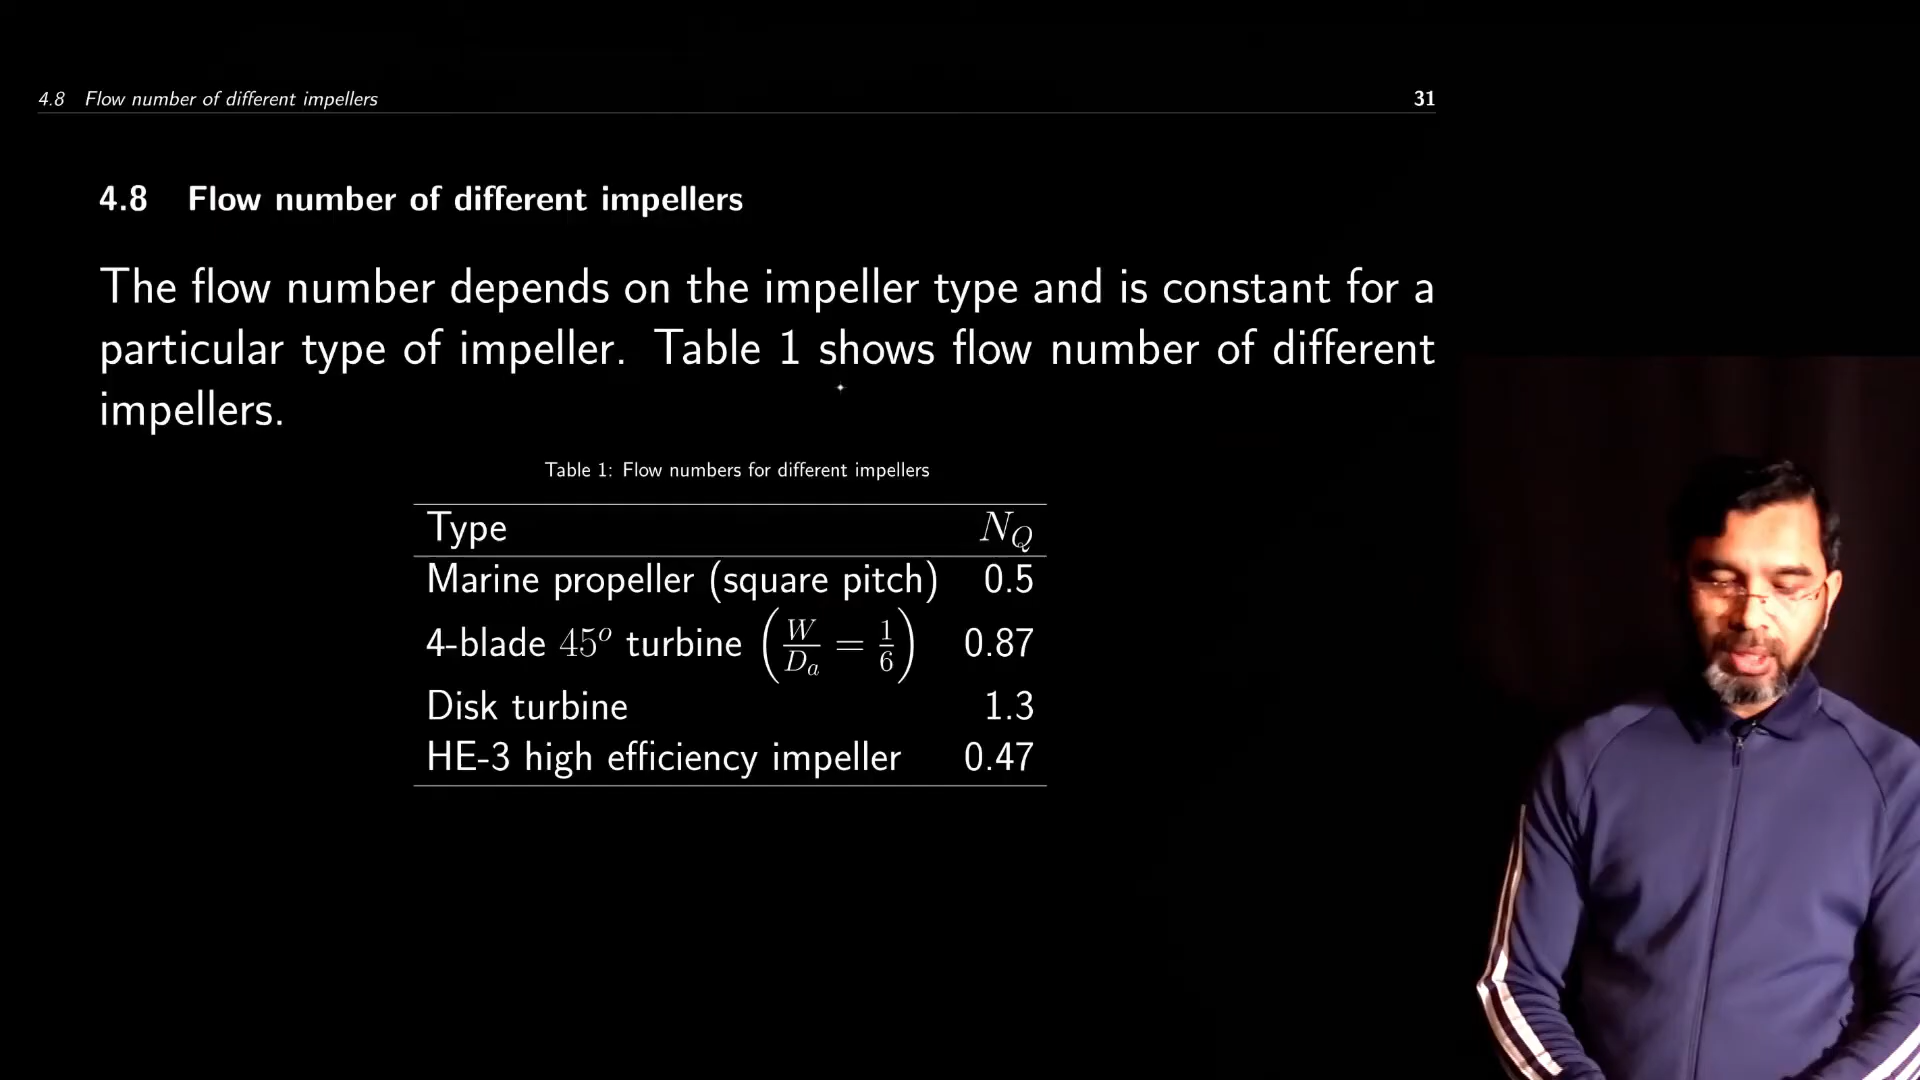 4.8 Flow number of different impellers 31
4.8 Flow number of different impellers
The flow number depends on the impeller type and is constant for a
particular type of impeller. Table 1 shows flow number of different
impellers.
Table 1: Flow numbers for different impellers
Type N_Q
Marine propeller (square pitch) 0.5
4-blade 45° turbine (W/D_a = 1/6) 0.87
Disk turbine 1.3
HE-3 high efficiency impeller 0.47